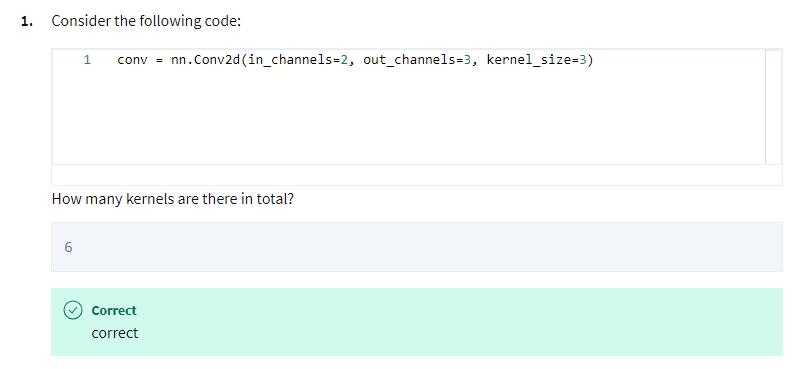 1. Consider the following code:
1 conv = nn.Conv2d(in_channels=2, out_channels=3, kernel_size=3)
How many kernels are there in total?
6
Correct
correct